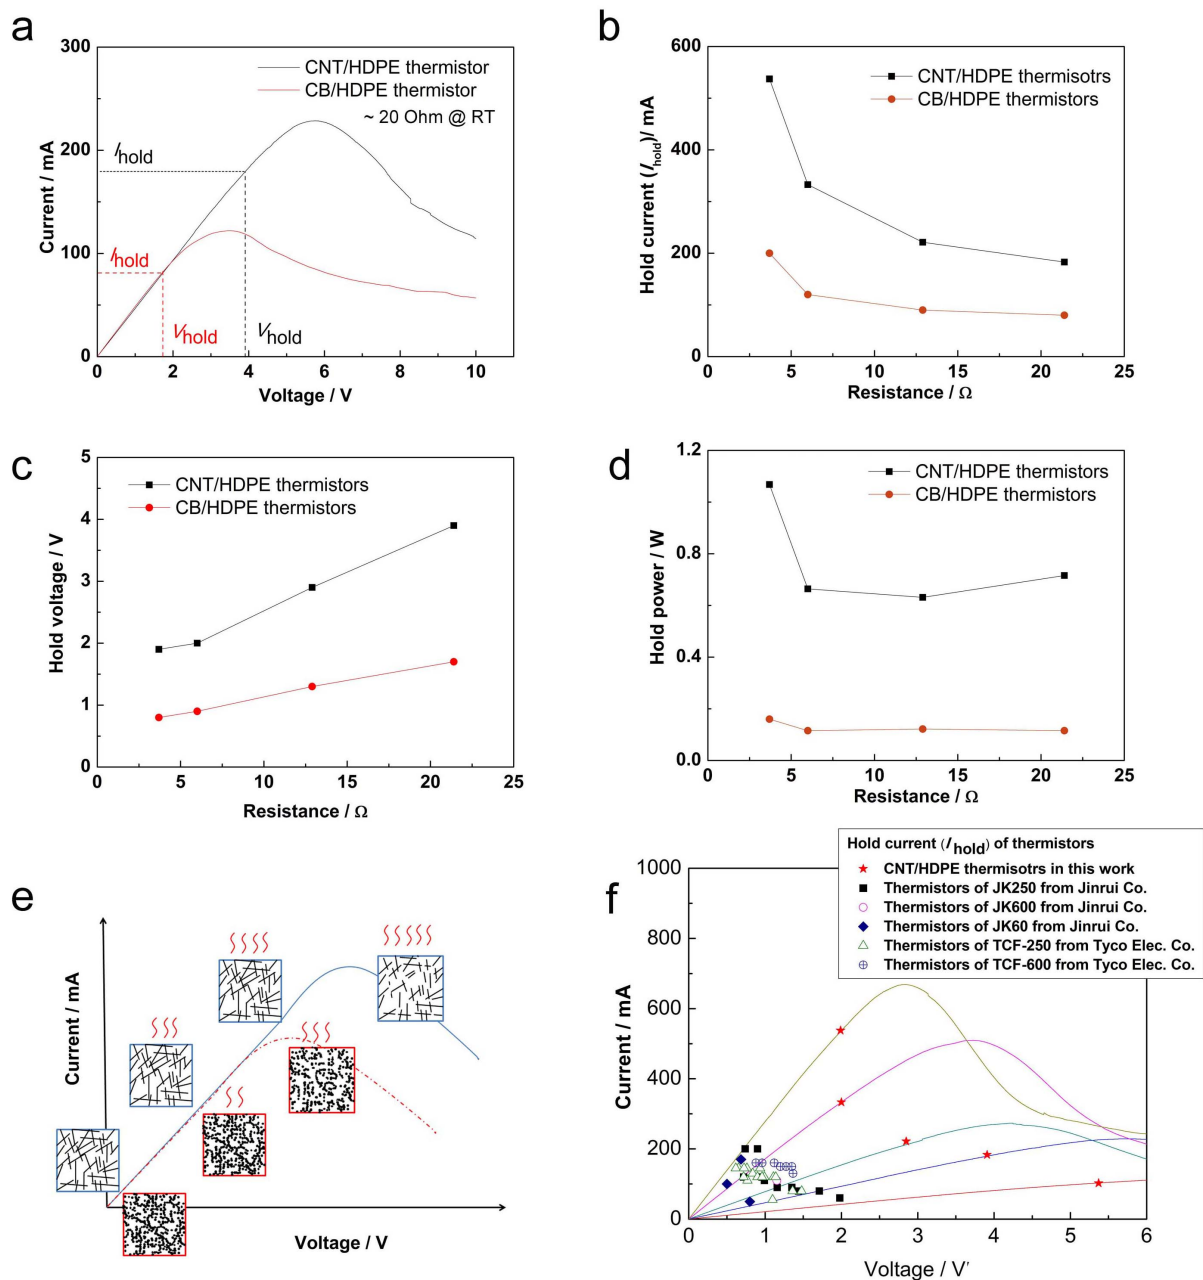 a
300
200
100
0
Current / mA
CNT/HDPE thermistor
CB/HDPE thermistor
~ 20 Ohm @ RT
Ihold
Ihold
Vhold
Vhold
0
2
4
6
8
10
Voltage / V
b
600
400
200
0
Hold current (Ihold)/ mA
CNT/HDPE thermisotrs
CB/HDPE thermistors
0
5
10
15
20
25
Resistance / Ω
c
5
4
3
2
1
0
Hold voltage / V
CNT/HDPE thermistors
CB/HDPE thermistors
0
5
10
15
20
25
Resistance / Ω
d
1.2
0.8
0.4
0.0
Hold power / W
CNT/HDPE thermistors
CB/HDPE thermistors
0
5
10
15
20
25
Resistance / Ω
e
Current / mA
Voltage / V
f
Hold current (Ihold) of thermistors
CNT/HDPE thermisotrs in this work
Thermistors of JK250 from Jinrui Co.
Thermistors of JK600 from Jinrui Co.
Thermistors of JK60 from Jinrui Co.
Thermistors of TCF-250 from Tyco Elec. Co.
Thermistors of TCF-600 from Tyco Elec. Co.
1000
800
600
400
200
0
Current / mA
0
1
2
3
4
5
6
Voltage / V'